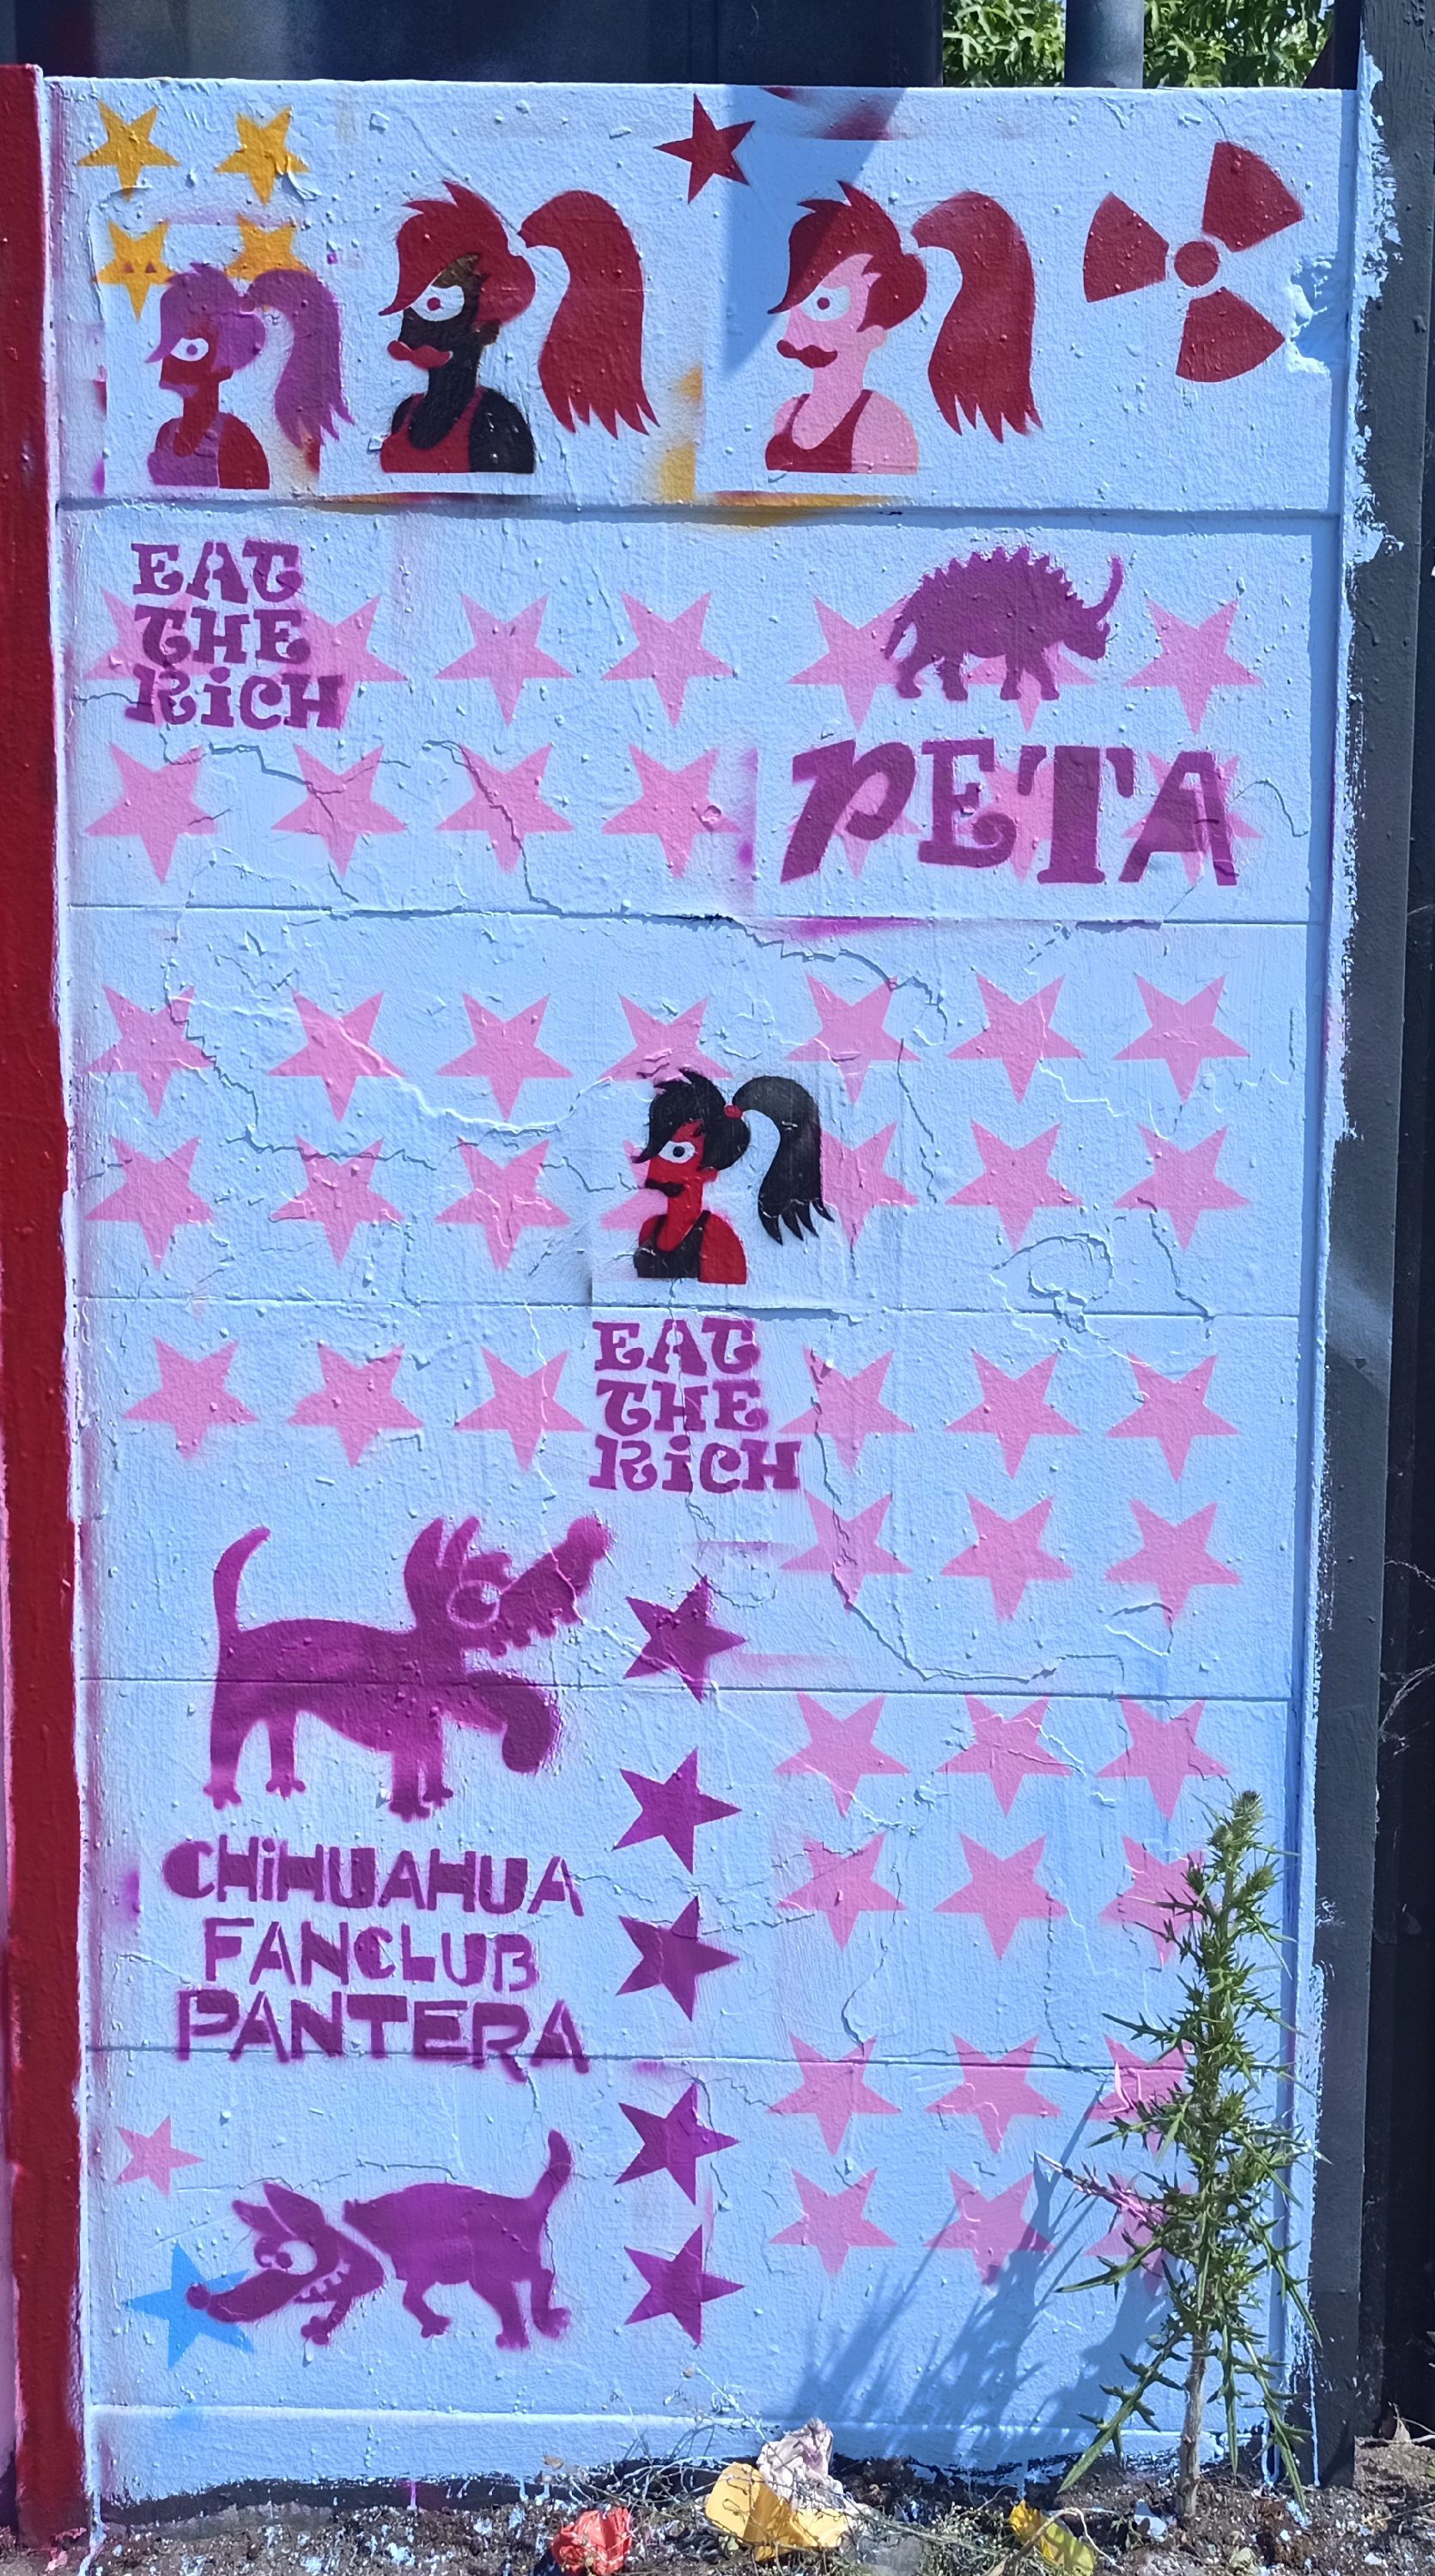 EAT
THE
RiCH
PETA
EAT
THE
RiCH
CHiHUAHUA
FANCLUB
PANTERA